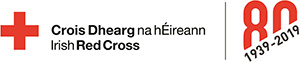 Crois Dhearg na hÉireann
Irish Red Cross
80
1939-2019